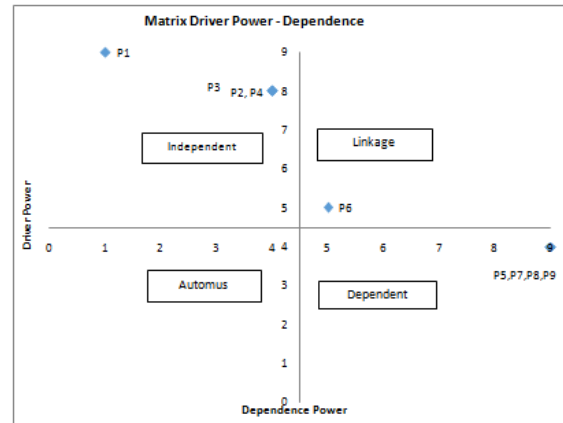 Matrix Driver Power - Dependence
9
P1
P3
P2, P4
8
7
Independent
Linkage
6
5
P6
Driver Power
0 1 2 3 4 5 6 7 8 9
4
P5,P7,P8,P9
Automus
3
Dependent
2
1
0
Dependence Power